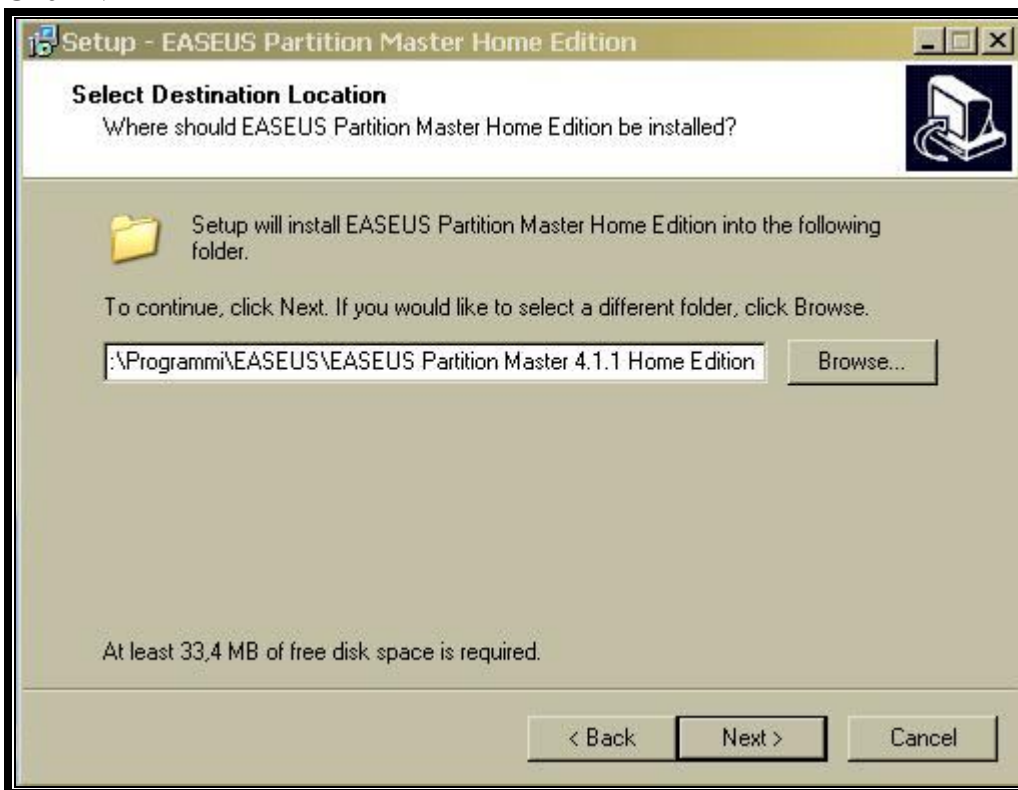 Setup - EASEUS Partition Master Home Edition
Select Destination Location
Where should EASEUS Partition Master Home Edition be installed?
Setup will install EASEUS Partition Master Home Edition into the following
folder.
To continue, click Next. If you would like to select a different folder, click Browse.
:\Programmi\EASEUS\EASEUS Partition Master 4.1.1 Home Edition
Browse...
At least 33,4 MB of free disk space is required.
< Back
Next >
Cancel